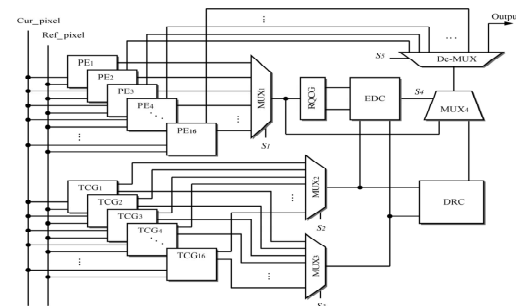 Cur_pixel
Ref_pixel
Output
S5
De-MUX
PE1
PE2
PE3
PE4
PE16
MUX1
S1
RQCG
EDC
S4
MUX4
TCG1
TCG2
TCG3
TCG4
TCG16
MUX2
S2
MUX3
DRC